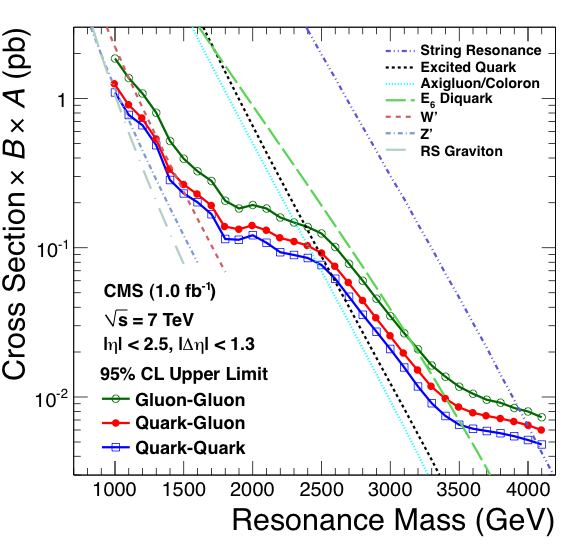 Cross Section × B × A (pb)
1
10⁻¹
10⁻²
String Resonance
Excited Quark
Axigluon/Coloron
E₆ Diquark
W'
Z'
RS Graviton
CMS (1.0 fb⁻¹)
√s = 7 TeV
|η| < 2.5, |Δη| < 1.3
95% CL Upper Limit
Gluon-Gluon
Quark-Gluon
Quark-Quark
1000 1500 2000 2500 3000 3500 4000
Resonance Mass (GeV)